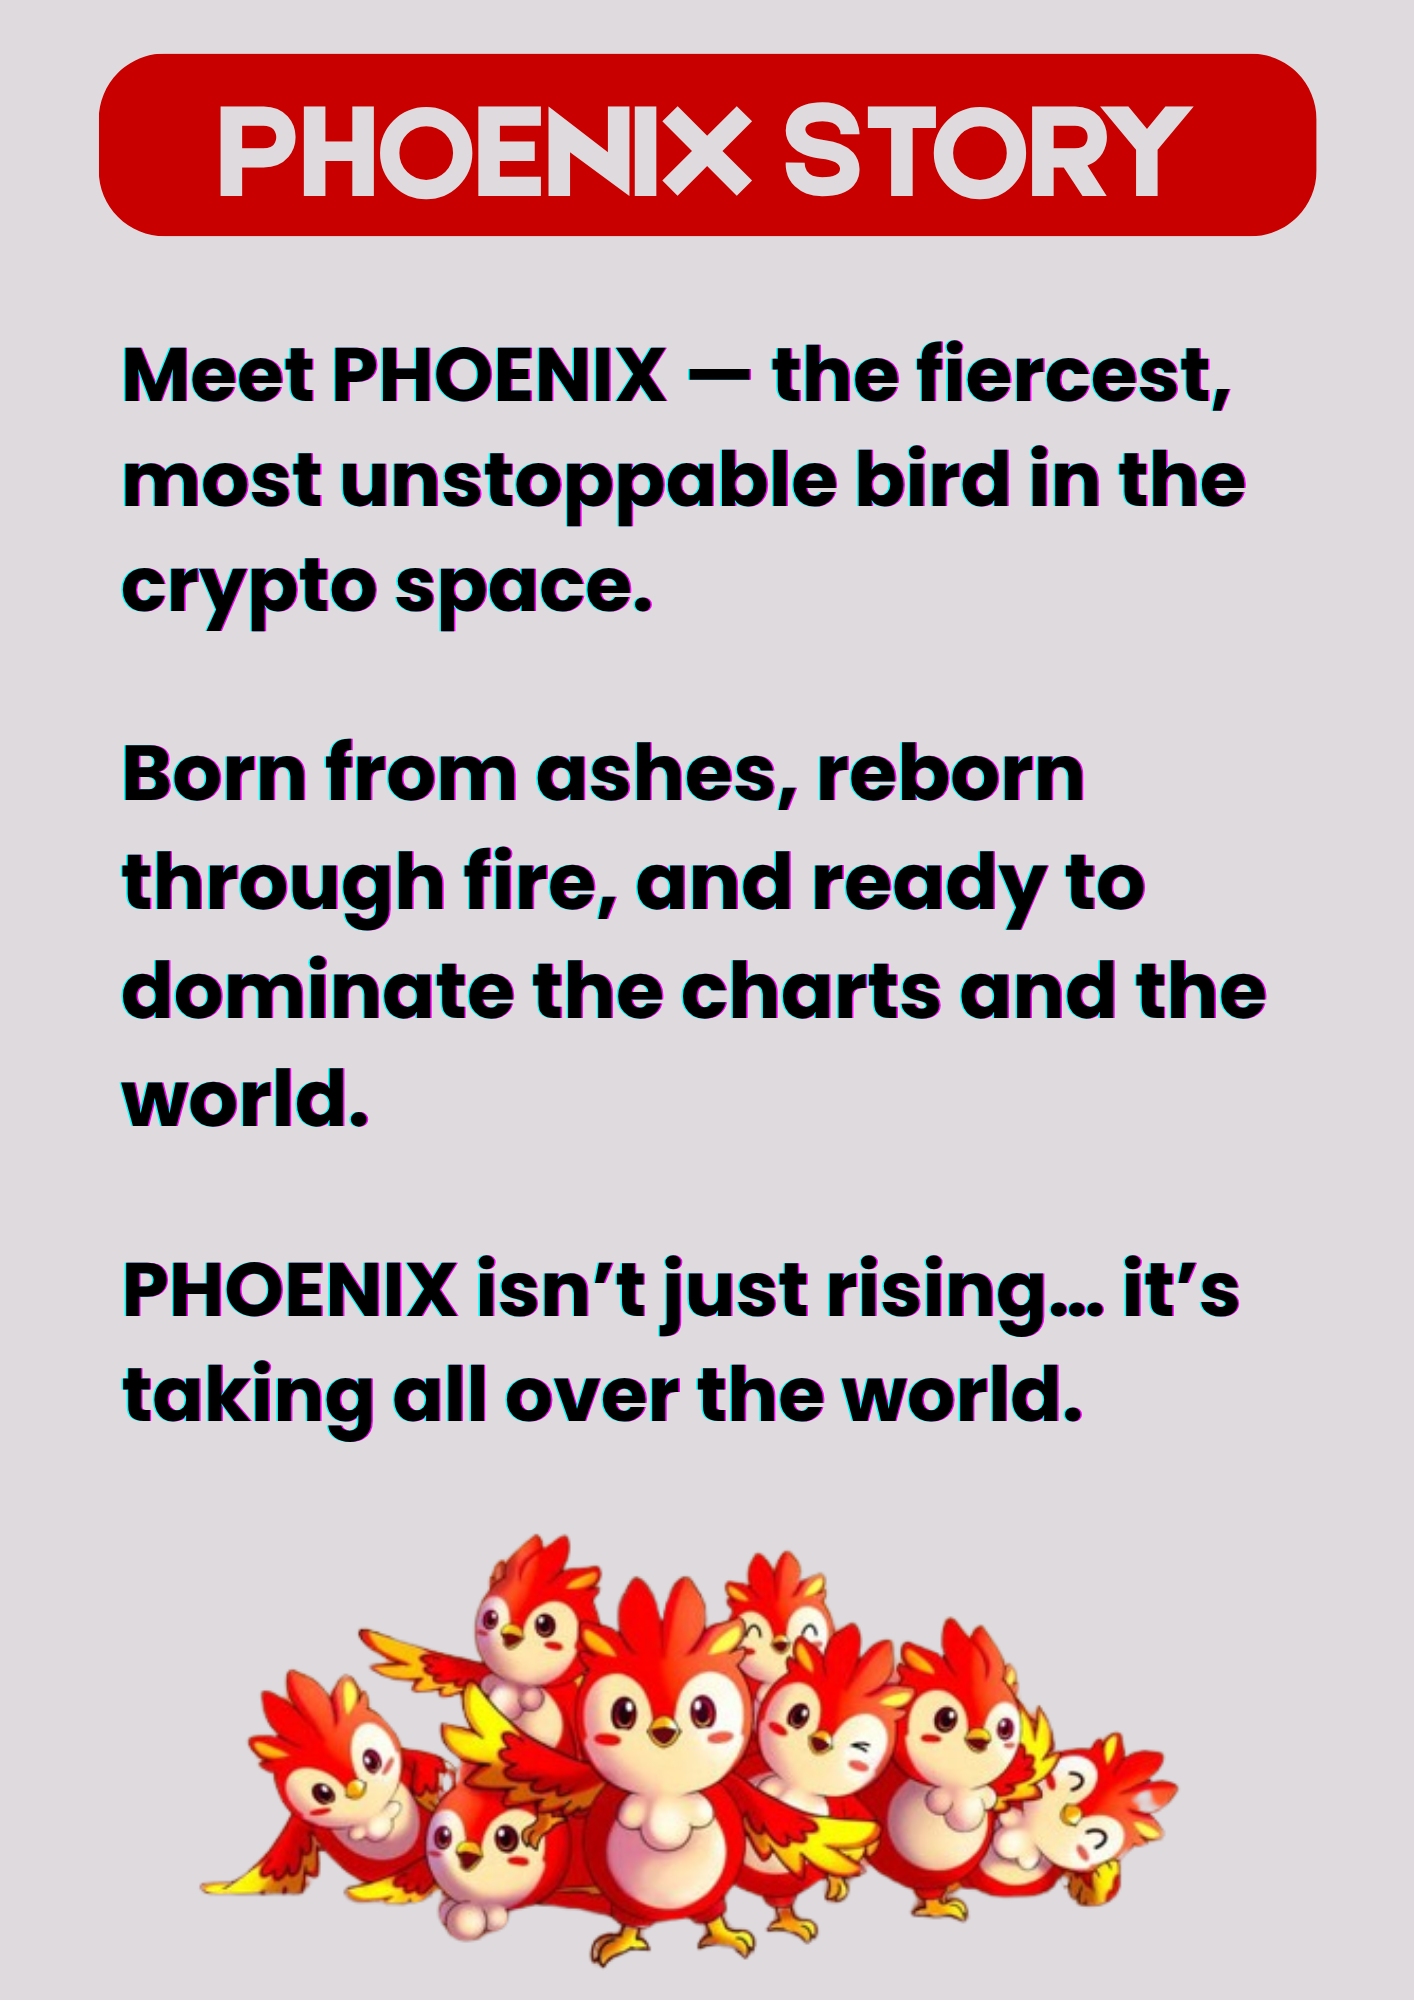 PHOENIX STORY
Meet PHOENIX — the fiercest,
most unstoppable bird in the
crypto space.
Born from ashes, reborn
through fire, and ready to
dominate the charts and the
world.
PHOENIX isn’t just rising... it’s
taking all over the world.